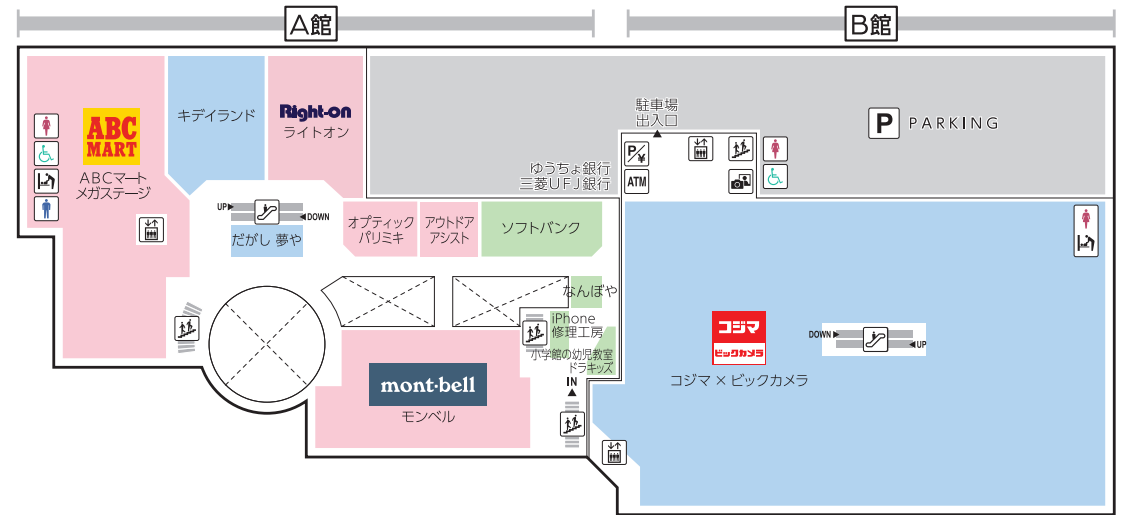 A館
B館
ABC
MART
ABCマート
メガステージ
キデイランド
Right-on
ライトオン
駐車場
出入口
P
PARKING
P/¥
ATM
ゆうちょ銀行
三菱UFJ銀行
UP
DOWN
だがし 夢や
オプティック
パリミキ
アウトドア
アシスト
ソフトバンク
なんぼや
iPhone
修理工房
小学館の幼児教室
ドラキッズ
IN
mont-bell
モンベル
コジマ
ビックカメラ
コジマ×ビックカメラ
DOWN
UP